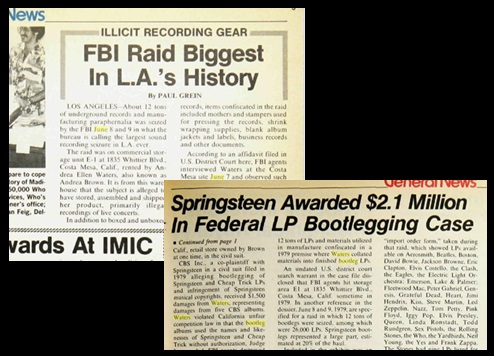 News
ILLICIT RECORDING GEAR
FBI Raid Biggest
In L.A.'s History
By PAUL GREIN
LOS ANGELES—About 12 tons
of underground records and manu-
facturing paraphernalia was seized
by the FBI June 8 and 9 in what the
bureau is calling the largest sound
recording seizure in L.A. ever.
The raid was on commercial stor-
age unit E-1 at 1835 Whittier Blvd.,
Costa Mesa, Calif., rented by An-
drea Ellen Waters, also known as
Andrea Brown. It is from this ware-
house that the subject is alleged to
have stored, assembled and shipped
her product, primarily illegal
recordings of live concerts.
In addition to boxed and unboxed
records, items confiscated in the raid
included mothers and stampers used
for pressing the records, shrink
wrapping supplies, blank album
jackets and labels, business records
and other documents.
According to an affidavit filed in
U.S. District Court here, FBI agents
interviewed Waters at the Costa
Mesa site June 7 and observed such
pare to cope
y of Madi-
50,000 Who
vices, Who's
ner's office;
an Feig, Del-
wards At IMIC
General News
Springsteen Awarded $2.1 Million
In Federal LP Bootlegging Case
• Continued from page 1
Calif., retail store owned by Brown
at one time, in the civil suit.
CBS Inc., a co-plaintiff with
Springsteen in a civil suit filed in
1979 alleging bootlegging of
Springsteen and Cheap Trick LPs
and infringement of Springsteen
musical copyrights, received $1,500
damages from Waters, representing
damages from five CBS albums.
Waters violated California unfair
competition law in that the bootleg
albums used the names and like-
nesses of Springsteen and Cheap
Trick without authorization, Judge
12 tons of LPs and materials utilized
in manufacture confiscated in a
1979 premise where Waters collated
materials into finished bootleg LPs.
An undated U.S. district court
search warrant in the case file dis-
closed that FBI agents hit storage
area EJ at 1835 Whittier Blvd.,
Costa Mesa, Calif. sometime in
1979. In another reference in the
dossier, June 8 and 9, 1979, are spec-
ified for a raid in which 12 tons of
bootlegs were seized, among which
were 26,000 LPs. Springsteen boot-
legs represented a large part, esti-
mated at 20% of the haul.
"import order form," taken during
that raid, which showed LPs avail-
able on Aerosmith, Beatles, Boston,
David Bowie, Jackson Browne, Eric
Clapton, Elvis Costello, the Clash,
the Eagles, the Electric Light Or-
chestra; Emerson, Lake & Palmer;
Fleetwood Mac, Peter Gabriel, Gen-
esis, Grateful Dead, Heart, Jimi
Hendrix, Kiss, Steve Martin, Led
Zeppelin, Nazz, Tom Petty, Pink
Floyd, Iggy Pop, Elvis Presley,
Queen, Linda Ronstadt, Todd
Rundgren, Sex Pistols, the Rolling
Stones, the Who, the Yardbirds, Neil
Young, the Yes and Frank Zappa.